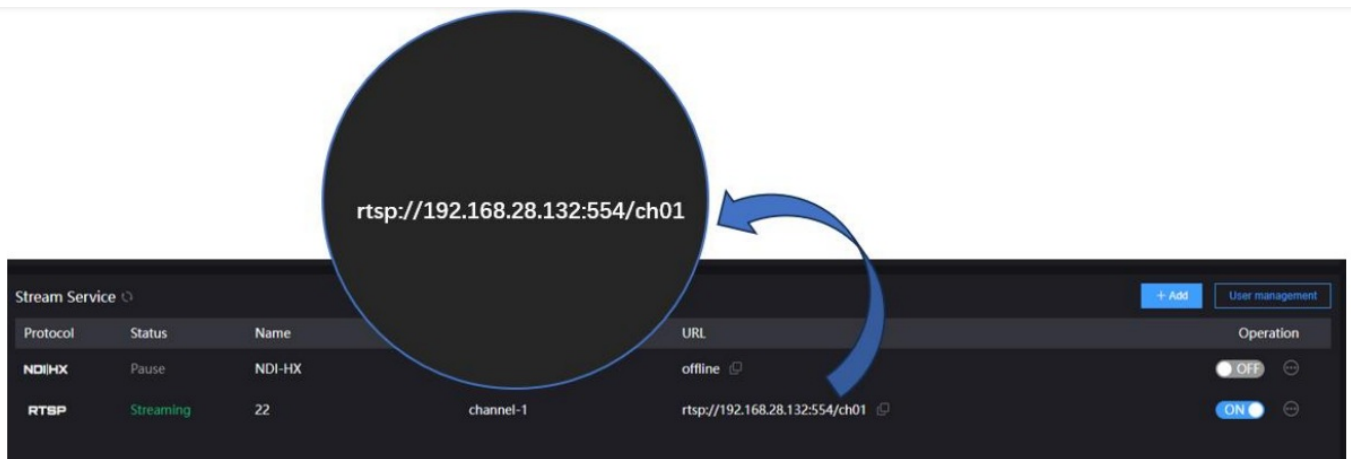 rtsp://192.168.28.132:554/ch01
Stream Service
+ Add
User management
Protocol Status Name URL Operation
NDI|HX Pause NDI-HX offline OFF
RTSP Streaming 22 channel-1 rtsp://192.168.28.132:554/ch01 ON